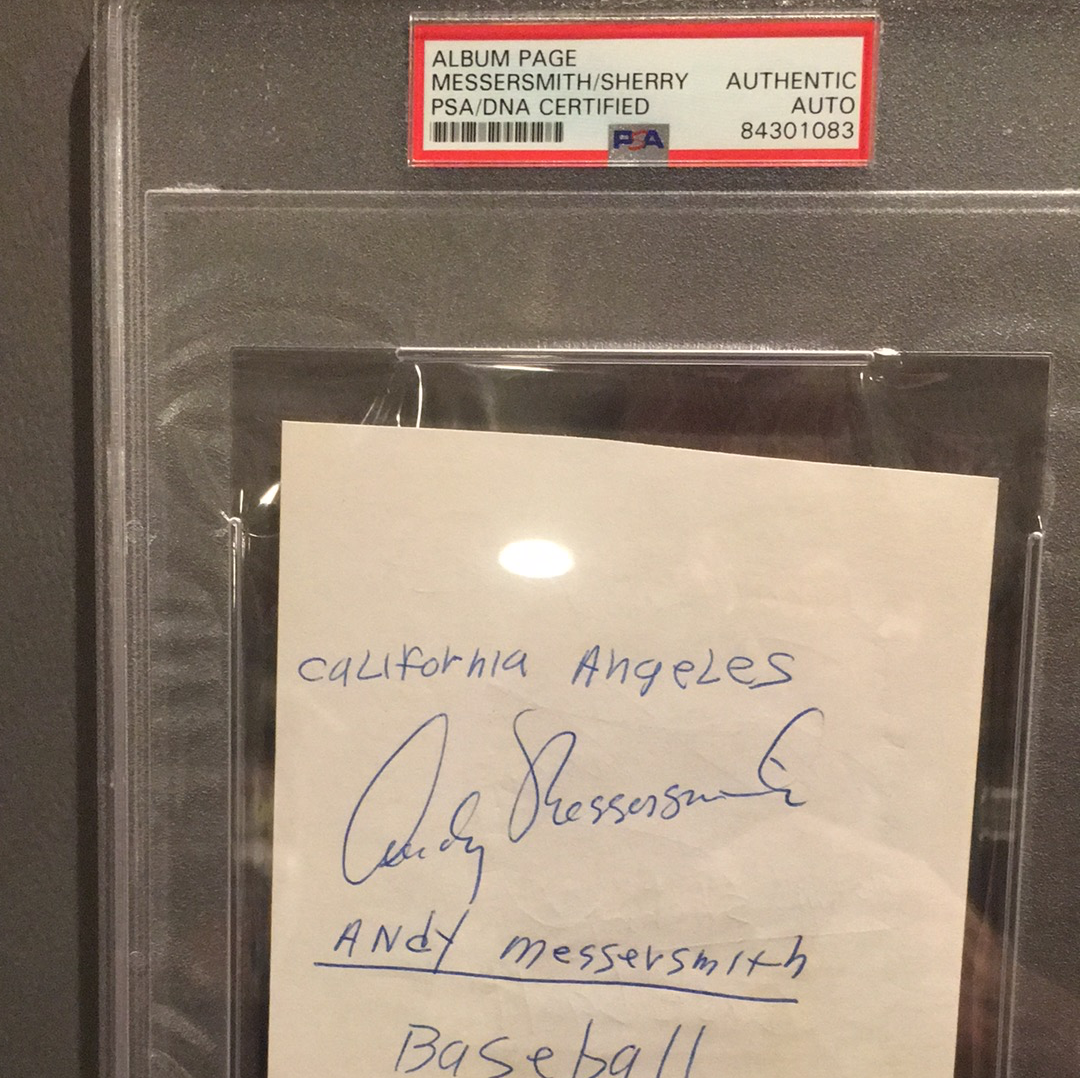 ALBUM PAGE
MESSERSMITH/SHERRY AUTHENTIC
PSA/DNA CERTIFIED AUTO
PSA 84301083
caLifornia AngeLes
Andy Messersmith
ANdy messersmith
Baseball